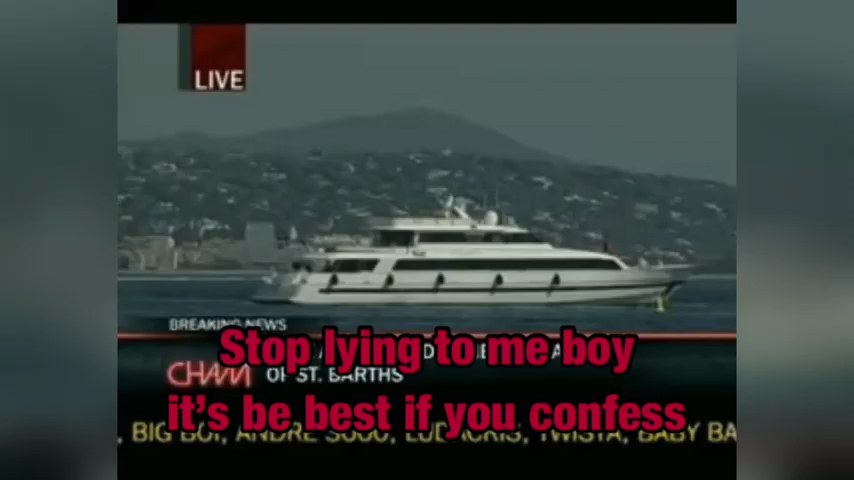 LIVE
BREAKING NEWS
Stop lying to me boy
CHAM
OF ST. BARTHS
it's be best if you confess
, BIG BOI, ANDRE 3000, LUDACRIS, TWISTA, BABY BA